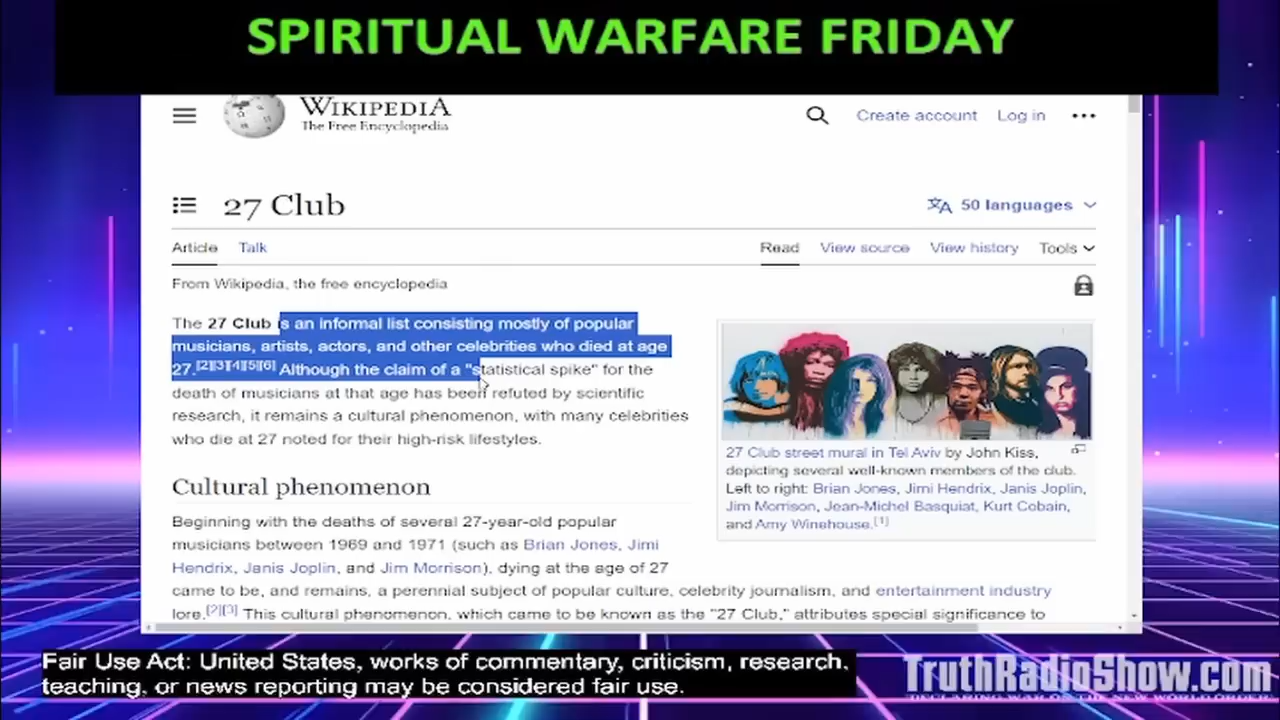 SPIRITUAL WARFARE FRIDAY
WIKIPEDIA
The Free Encyclopedia
Create account Log in
27 Club
50 languages
Article Talk
Read View source View history Tools
From Wikipedia, the free encyclopedia
The 27 Club is an informal list consisting mostly of popular
musicians, artists, actors, and other celebrities who died at age
27.[2][3][4][5][6] Although the claim of a "statistical spike" for the
death of musicians at that age has been refuted by scientific
research, it remains a cultural phenomenon, with many celebrities
who die at 27 noted for their high-risk lifestyles.
27 Club street mural in Tel Aviv by John Kiss,
depicting several well-known members of the club.
Left to right: Brian Jones, Jimi Hendrix, Janis Joplin,
Jim Morrison, Jean-Michel Basquiat, Kurt Cobain,
and Amy Winehouse.[1]
Cultural phenomenon
Beginning with the deaths of several 27-year-old popular
musicians between 1969 and 1971 (such as Brian Jones, Jimi
Hendrix, Janis Joplin, and Jim Morrison), dying at the age of 27
came to be, and remains, a perennial subject of popular culture, celebrity journalism, and entertainment industry
lore.[2][3] This cultural phenomenon, which came to be known as the "27 Club," attributes special significance to
Fair Use Act: United States, works of commentary, criticism, research,
teaching, or news reporting may be considered fair use.
TruthRadioShow.com
DECLARING WAR ON THE NEW WORLD ORDER